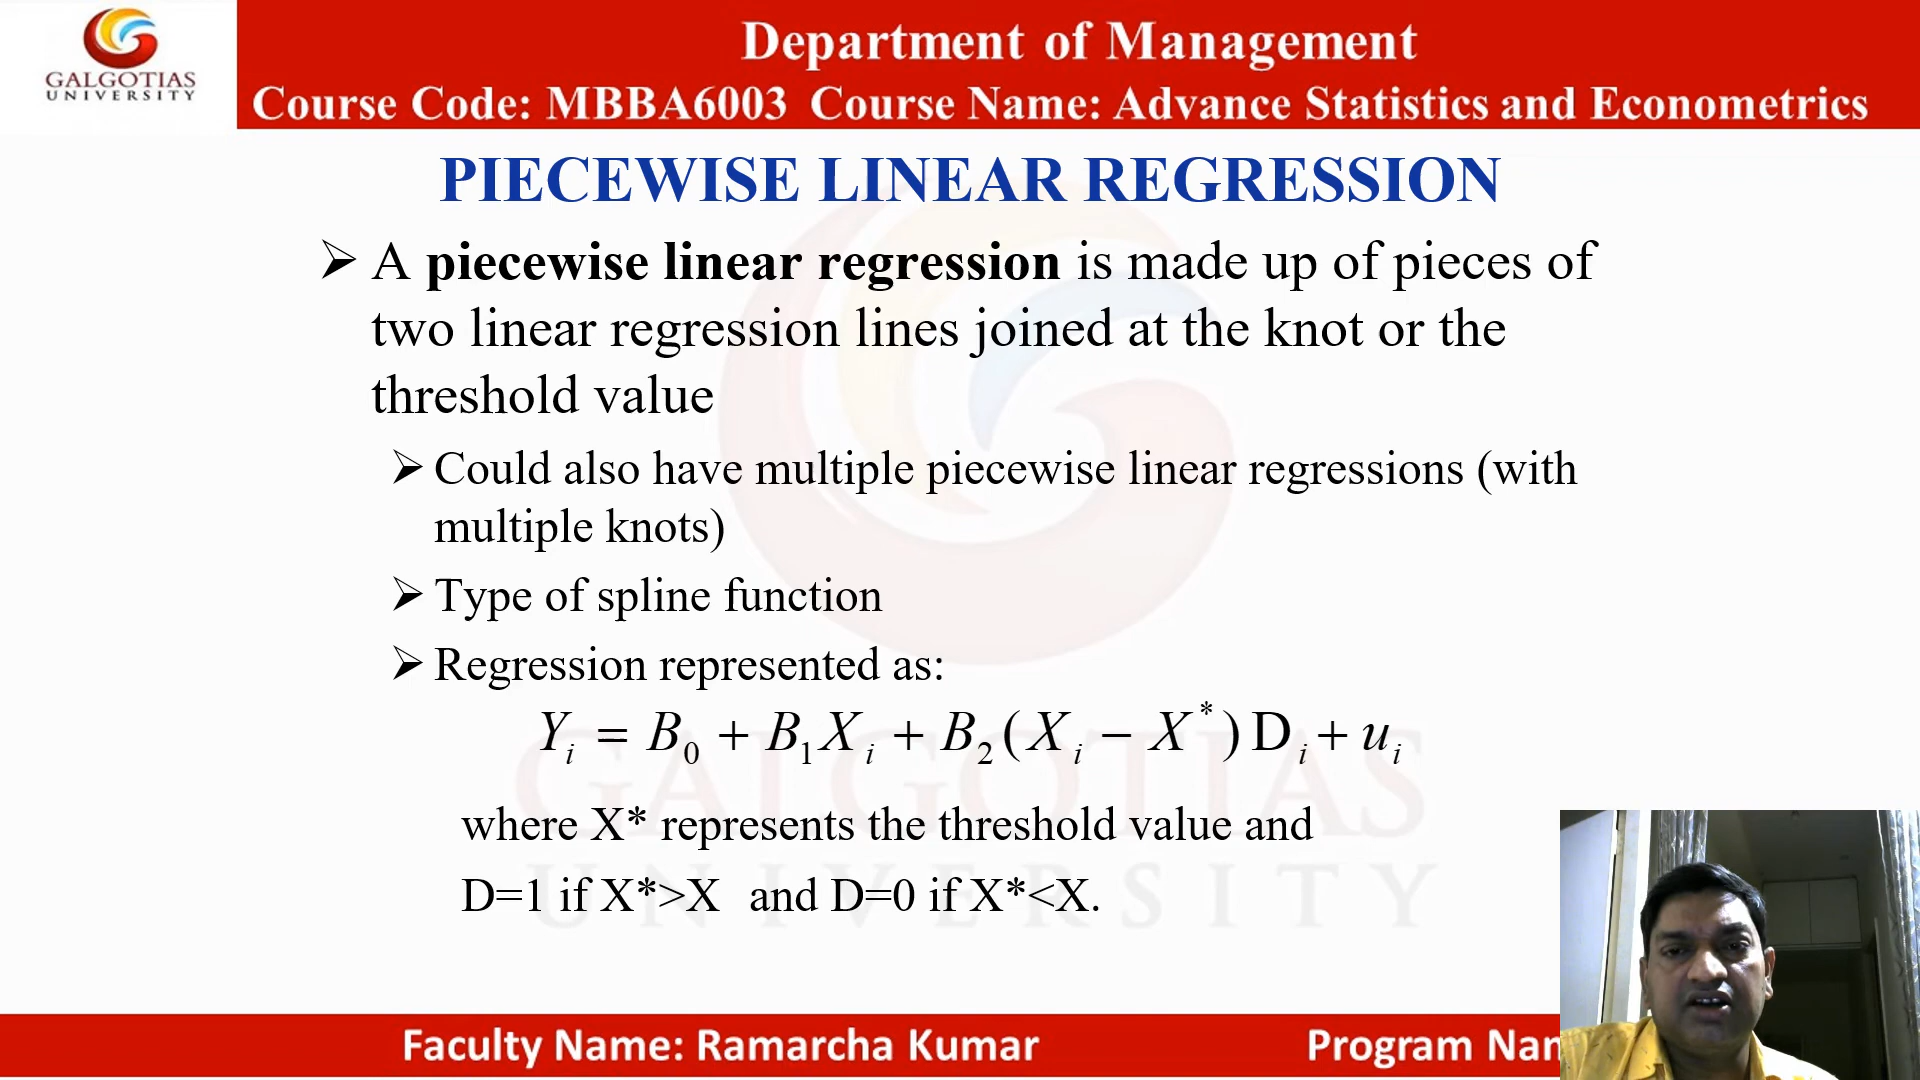 GALGOTIAS
UNIVERSITY
Department of Management
Course Code: MBBA6003 Course Name: Advance Statistics and Econometrics
PIECEWISE LINEAR REGRESSION
➢ A piecewise linear regression is made up of pieces of
two linear regression lines joined at the knot or the
threshold value
➢ Could also have multiple piecewise linear regressions (with
multiple knots)
➢ Type of spline function
➢ Regression represented as:
Yᵢ = B₀ + B₁Xᵢ + B₂(Xᵢ − X*)Dᵢ + uᵢ
where X* represents the threshold value and
D=1 if X*>X and D=0 if X*<X.
GALGOTIAS
UNIVERSITY
Faculty Name: Ramarcha Kumar
Program